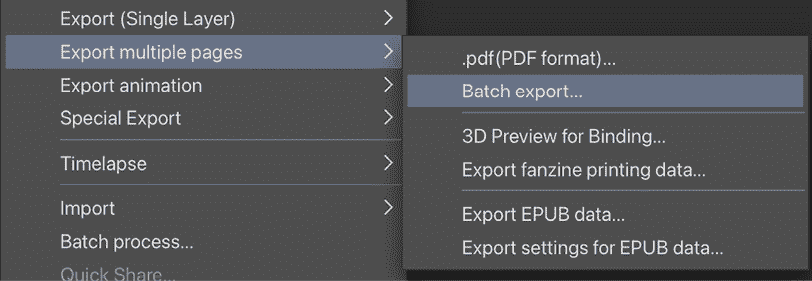 Export (Single Layer)
Export multiple pages
Export animation
Special Export
Timelapse
Import
Batch process...
Quick Share...
.pdf(PDF format)...
Batch export...
3D Preview for Binding...
Export fanzine printing data...
Export EPUB data...
Export settings for EPUB data...